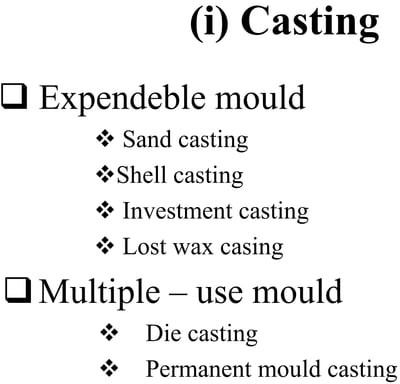 (i) Casting
❑ Expendeble mould
❖ Sand casting
❖Shell casting
❖ Investment casting
❖ Lost wax casing
❑ Multiple – use mould
❖ Die casting
❖ Permanent mould casting